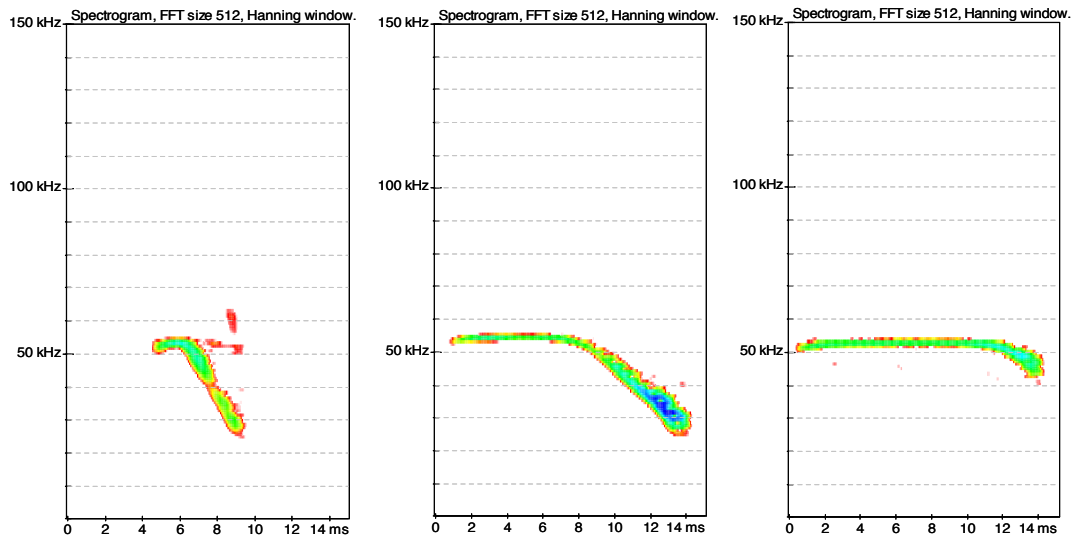 Spectrogram, FFT size 512, Hanning window.
150 kHz
100 kHz
50 kHz
0 2 4 6 8 10 12 14 ms
Spectrogram, FFT size 512, Hanning window.
150 kHz
100 kHz
50 kHz
0 2 4 6 8 10 12 14 ms
Spectrogram, FFT size 512, Hanning window.
150 kHz
100 kHz
50 kHz
0 2 4 6 8 10 12 14 ms